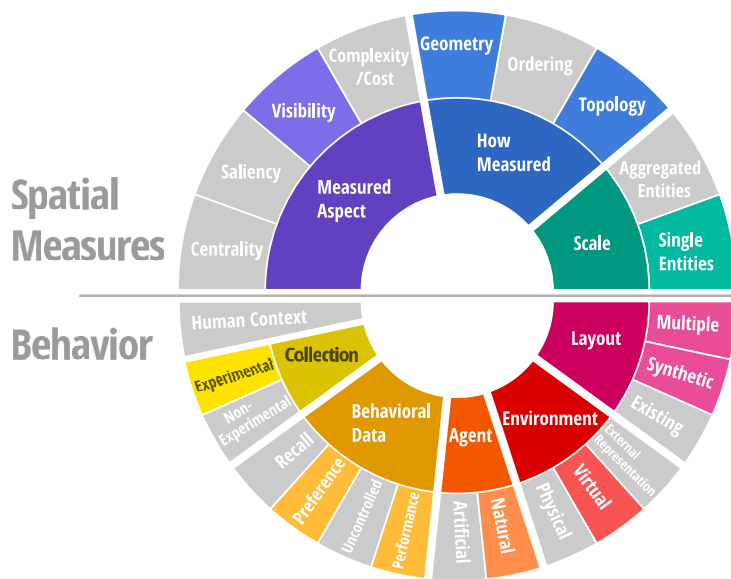 Spatial
Measures
Centrality
Saliency
Visibility
Complexity
/Cost
Geometry
Ordering
Topology
Aggregated
Entities
Single
Entities
Measured
Aspect
How
Measured
Scale
Behavior
Human Context
Experimental
Non-
Experimental
Collection
Recall
Preference
Uncontrolled
Performance
Behavioral
Data
Agent
Artificial
Natural
Environment
Physical
Virtual
External
Representation
Layout
Multiple
Synthetic
Existing